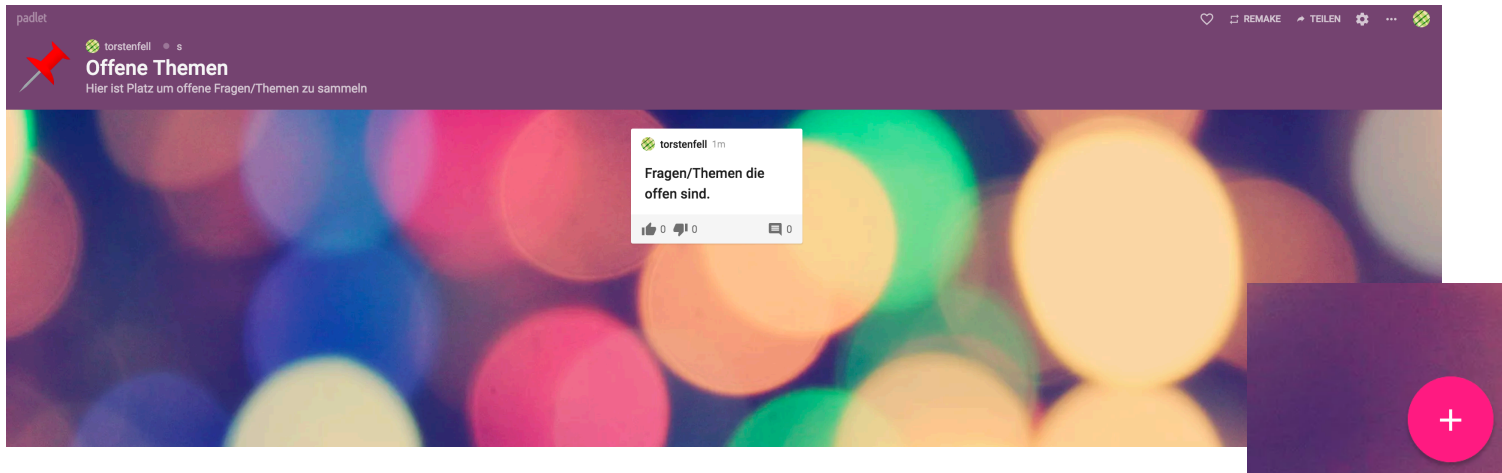 padlet
REMAKE TEILEN
torstenfell s
Offene Themen
Hier ist Platz um offene Fragen/Themen zu sammeln
torstenfell 1m
Fragen/Themen die
offen sind.
0 0 0
+